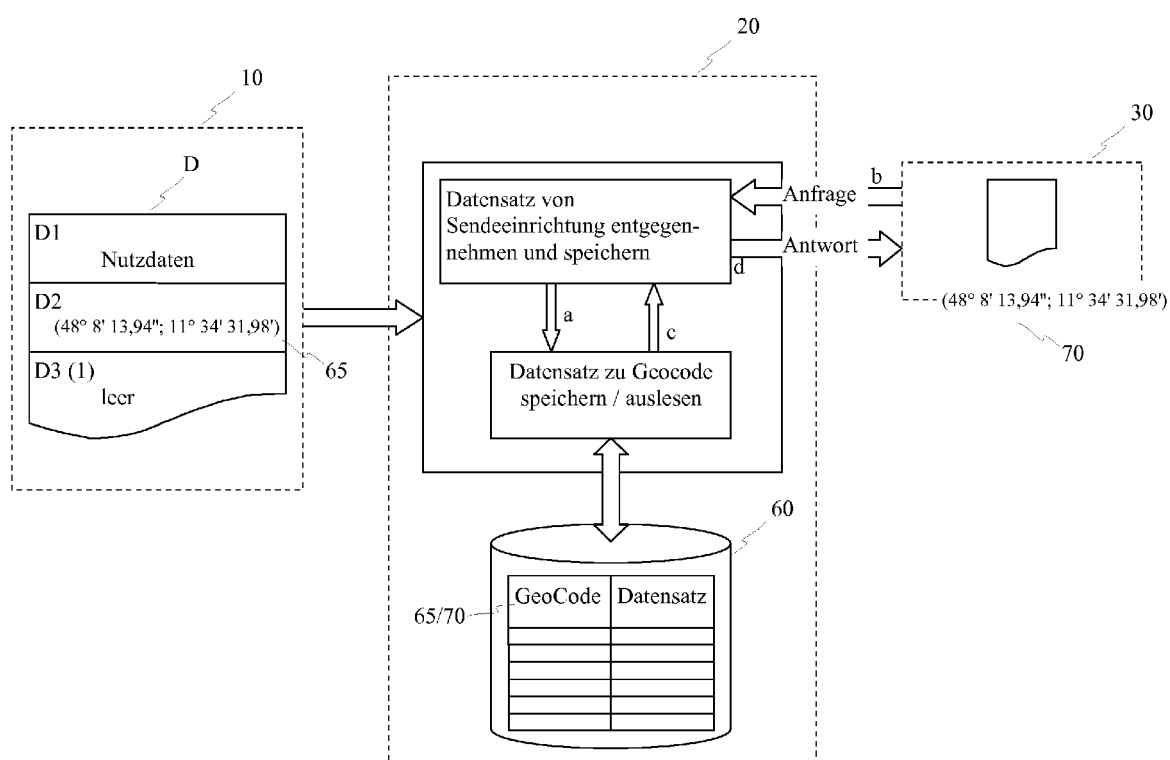 20
10
30
D
D1
Nutzdaten
D2
(48° 8' 13,94"; 11° 34' 31,98')
65
D3 (1)
leer
Datensatz von
Sendeeinrichtung entgegen-
nehmen und speichern
a
c
Datensatz zu Geocode
speichern / auslesen
Anfrage
b
Antwort
d
(48° 8' 13,94"; 11° 34' 31,98')
70
60
65/70
GeoCode
Datensatz